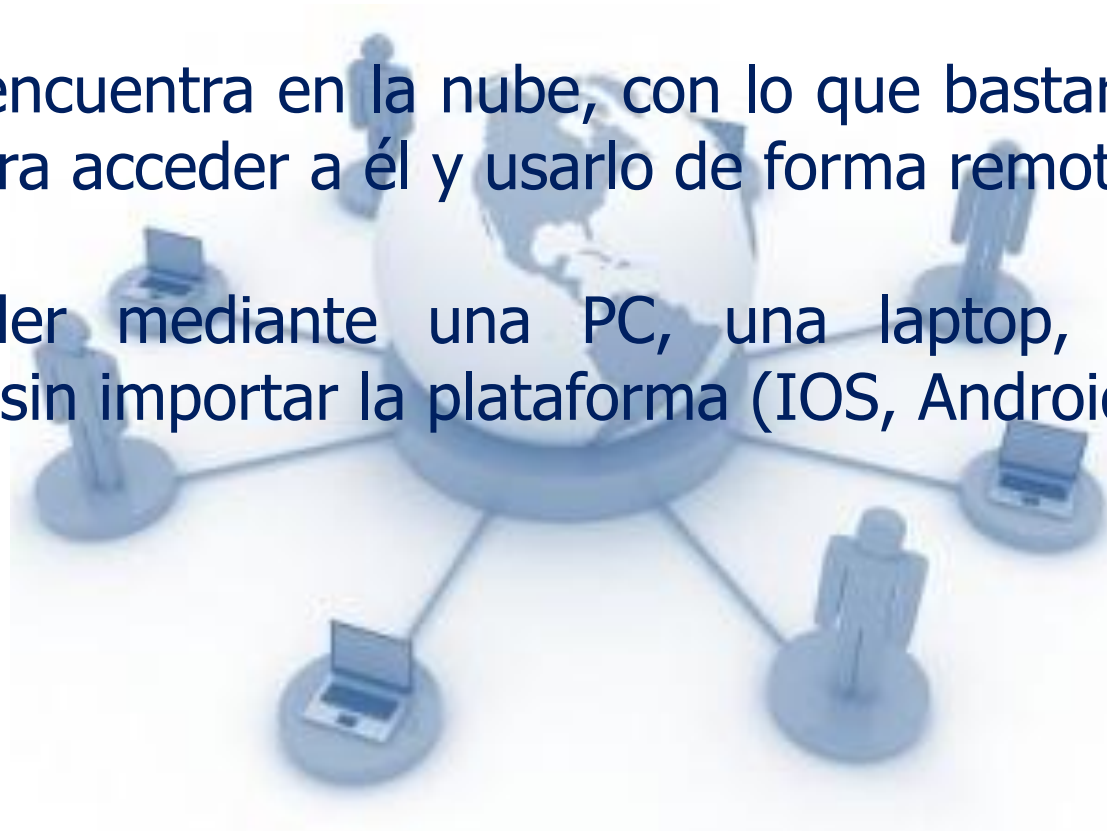 encuentra en la nube, con lo que bastar
ra acceder a él y usarlo de forma remot
der mediante una PC, una laptop,
sin importar la plataforma (IOS, Android